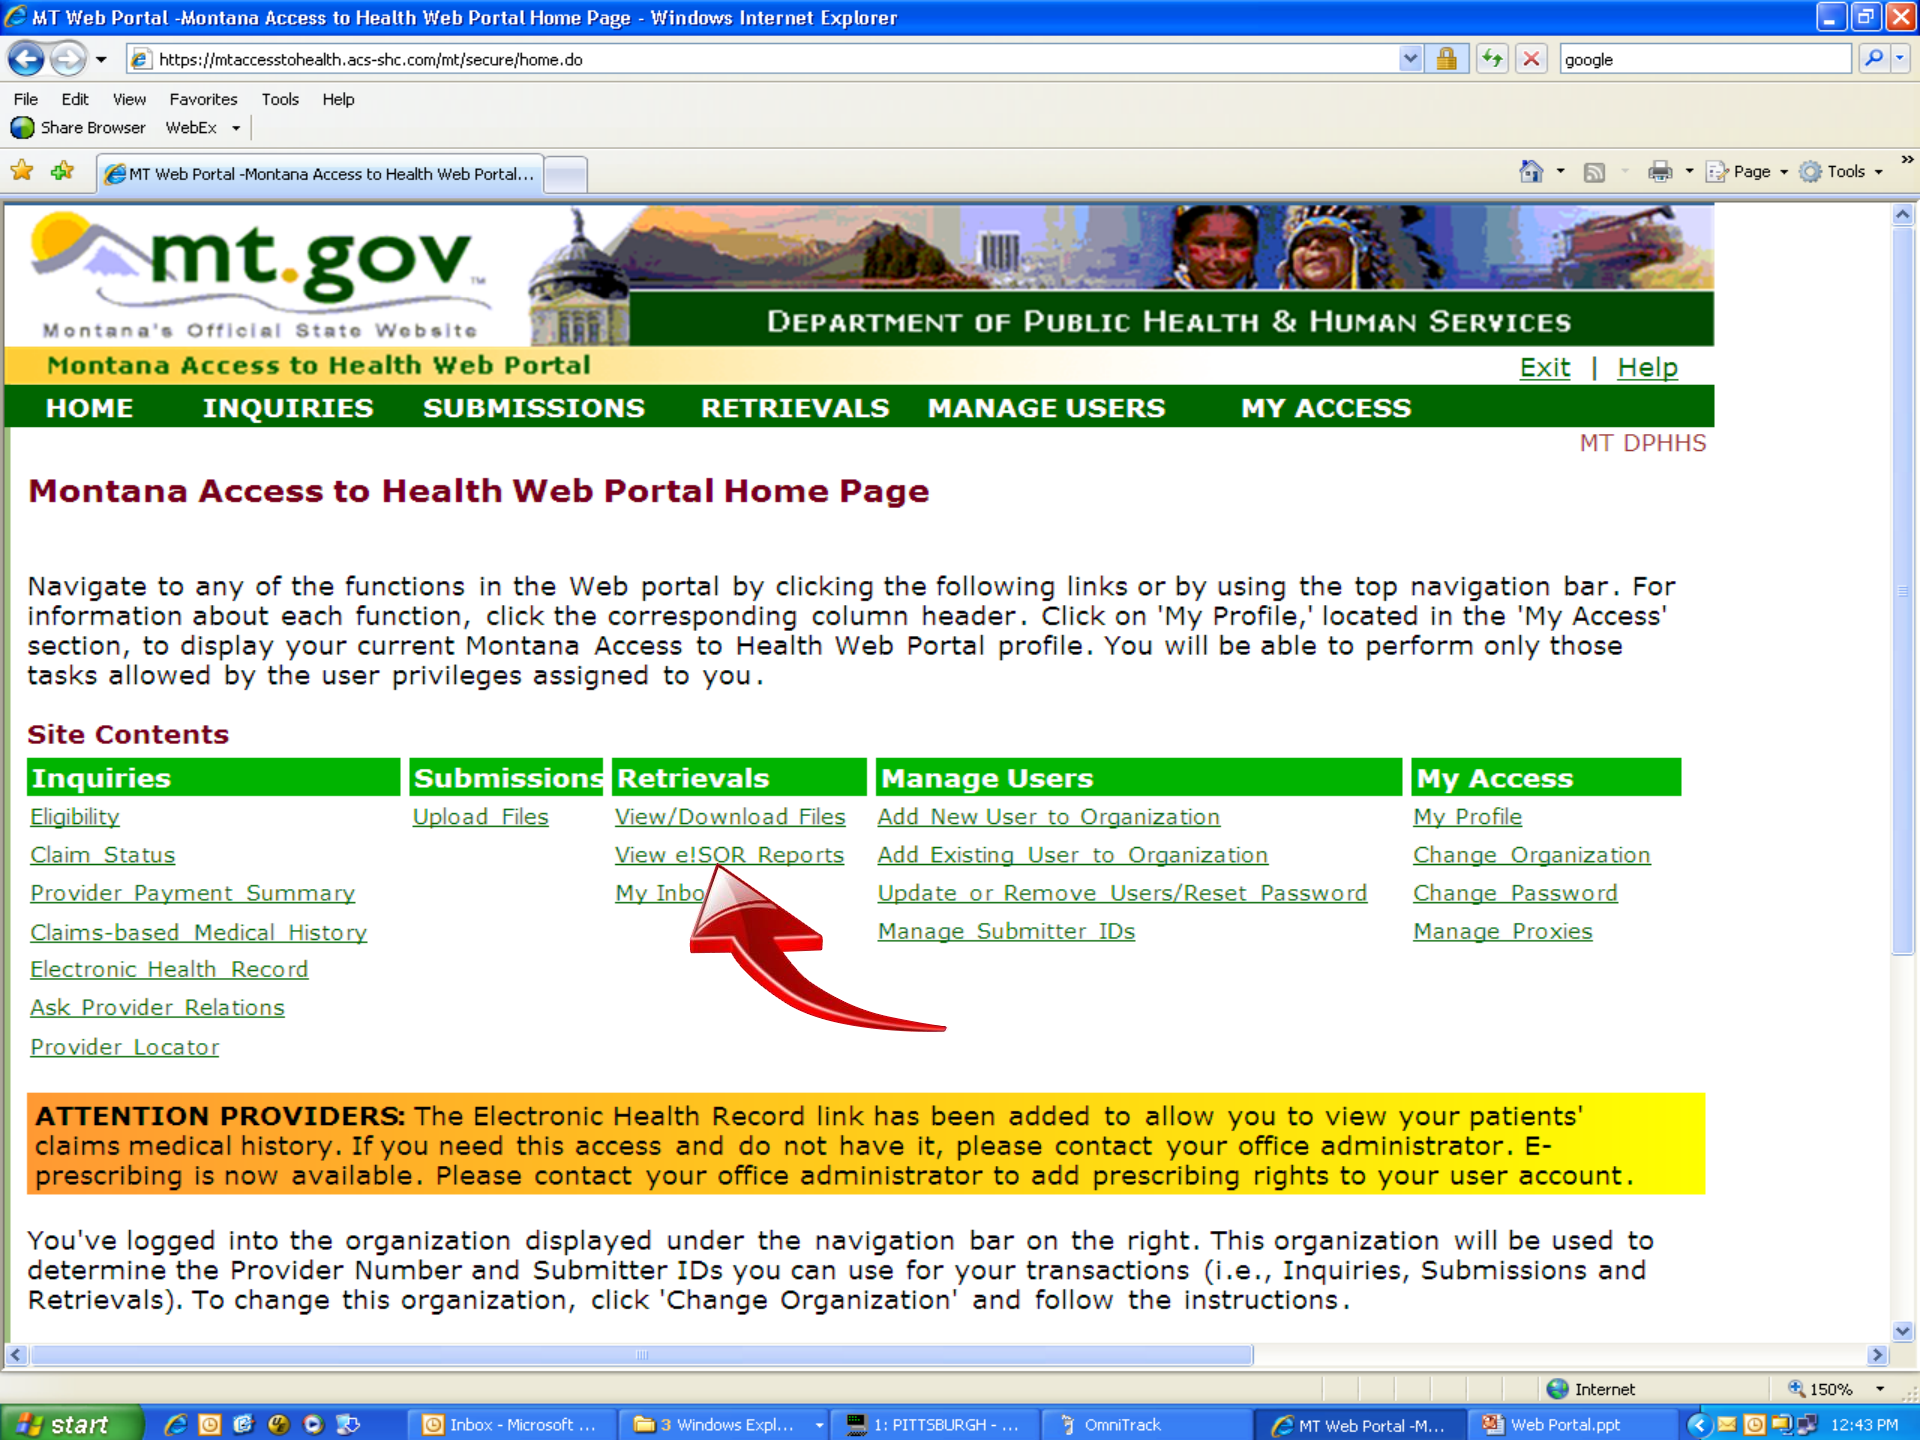 MT Web Portal -Montana Access to Health Web Portal Home Page - Windows Internet Explorer
https://mtaccesstohealth.acs-shc.com/mt/secure/home.do
google
File Edit View Favorites Tools Help
Share Browser WebEx
MT Web Portal -Montana Access to Health Web Portal...
Page Tools »
mt.gov ™
Montana's Official State Website
DEPARTMENT OF PUBLIC HEALTH & HUMAN SERVICES
Montana Access to Health Web Portal
Exit | Help
HOME INQUIRIES SUBMISSIONS RETRIEVALS MANAGE USERS MY ACCESS
MT DPHHS
Montana Access to Health Web Portal Home Page
Navigate to any of the functions in the Web portal by clicking the following links or by using the top navigation bar. For
information about each function, click the corresponding column header. Click on 'My Profile,' located in the 'My Access'
section, to display your current Montana Access to Health Web Portal profile. You will be able to perform only those
tasks allowed by the user privileges assigned to you.
Site Contents
Inquiries Submissions Retrievals Manage Users My Access
Eligibility Upload Files View/Download Files Add New User to Organization My Profile
Claim Status View e!SOR Reports Add Existing User to Organization Change Organization
Provider Payment Summary My Inbo Update or Remove Users/Reset Password Change Password
Claims-based Medical History Manage Submitter IDs Manage Proxies
Electronic Health Record
Ask Provider Relations
Provider Locator
ATTENTION PROVIDERS: The Electronic Health Record link has been added to allow you to view your patients'
claims medical history. If you need this access and do not have it, please contact your office administrator. E-
prescribing is now available. Please contact your office administrator to add prescribing rights to your user account.
You've logged into the organization displayed under the navigation bar on the right. This organization will be used to
determine the Provider Number and Submitter IDs you can use for your transactions (i.e., Inquiries, Submissions and
Retrievals). To change this organization, click 'Change Organization' and follow the instructions.
Internet 150%
start Inbox - Microsoft ... 3 Windows Expl... 1: PITTSBURGH - ... OmniTrack MT Web Portal -M... Web Portal.ppt 12:43 PM